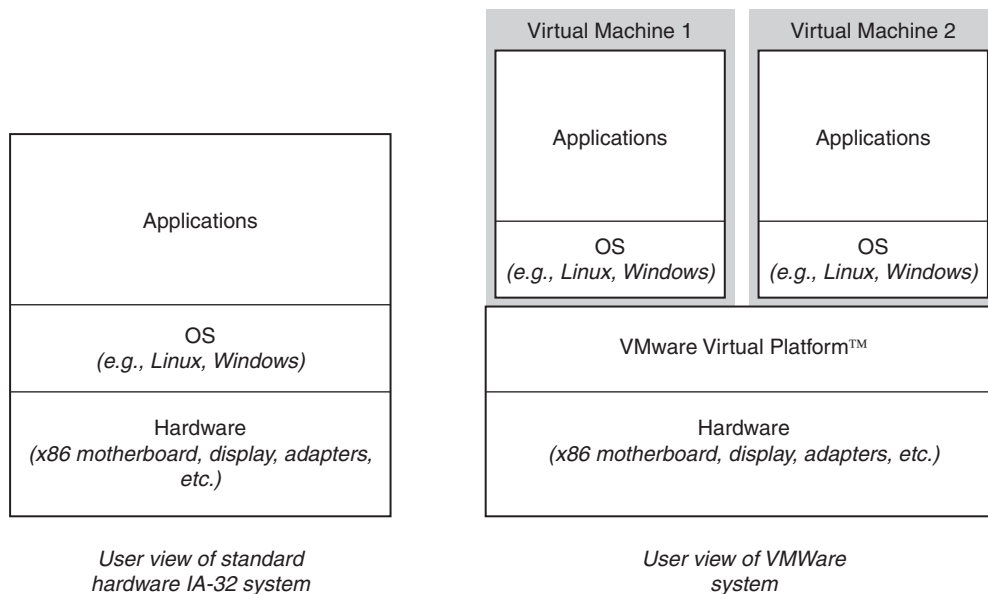 Virtual Machine 1
Virtual Machine 2
Applications
Applications
Applications
OS
(e.g., Linux, Windows)
OS
(e.g., Linux, Windows)
OS
(e.g., Linux, Windows)
VMware Virtual Platform™
Hardware
(x86 motherboard, display, adapters,
etc.)
Hardware
(x86 motherboard, display, adapters, etc.)
User view of standard
hardware IA-32 system
User view of VMWare
system